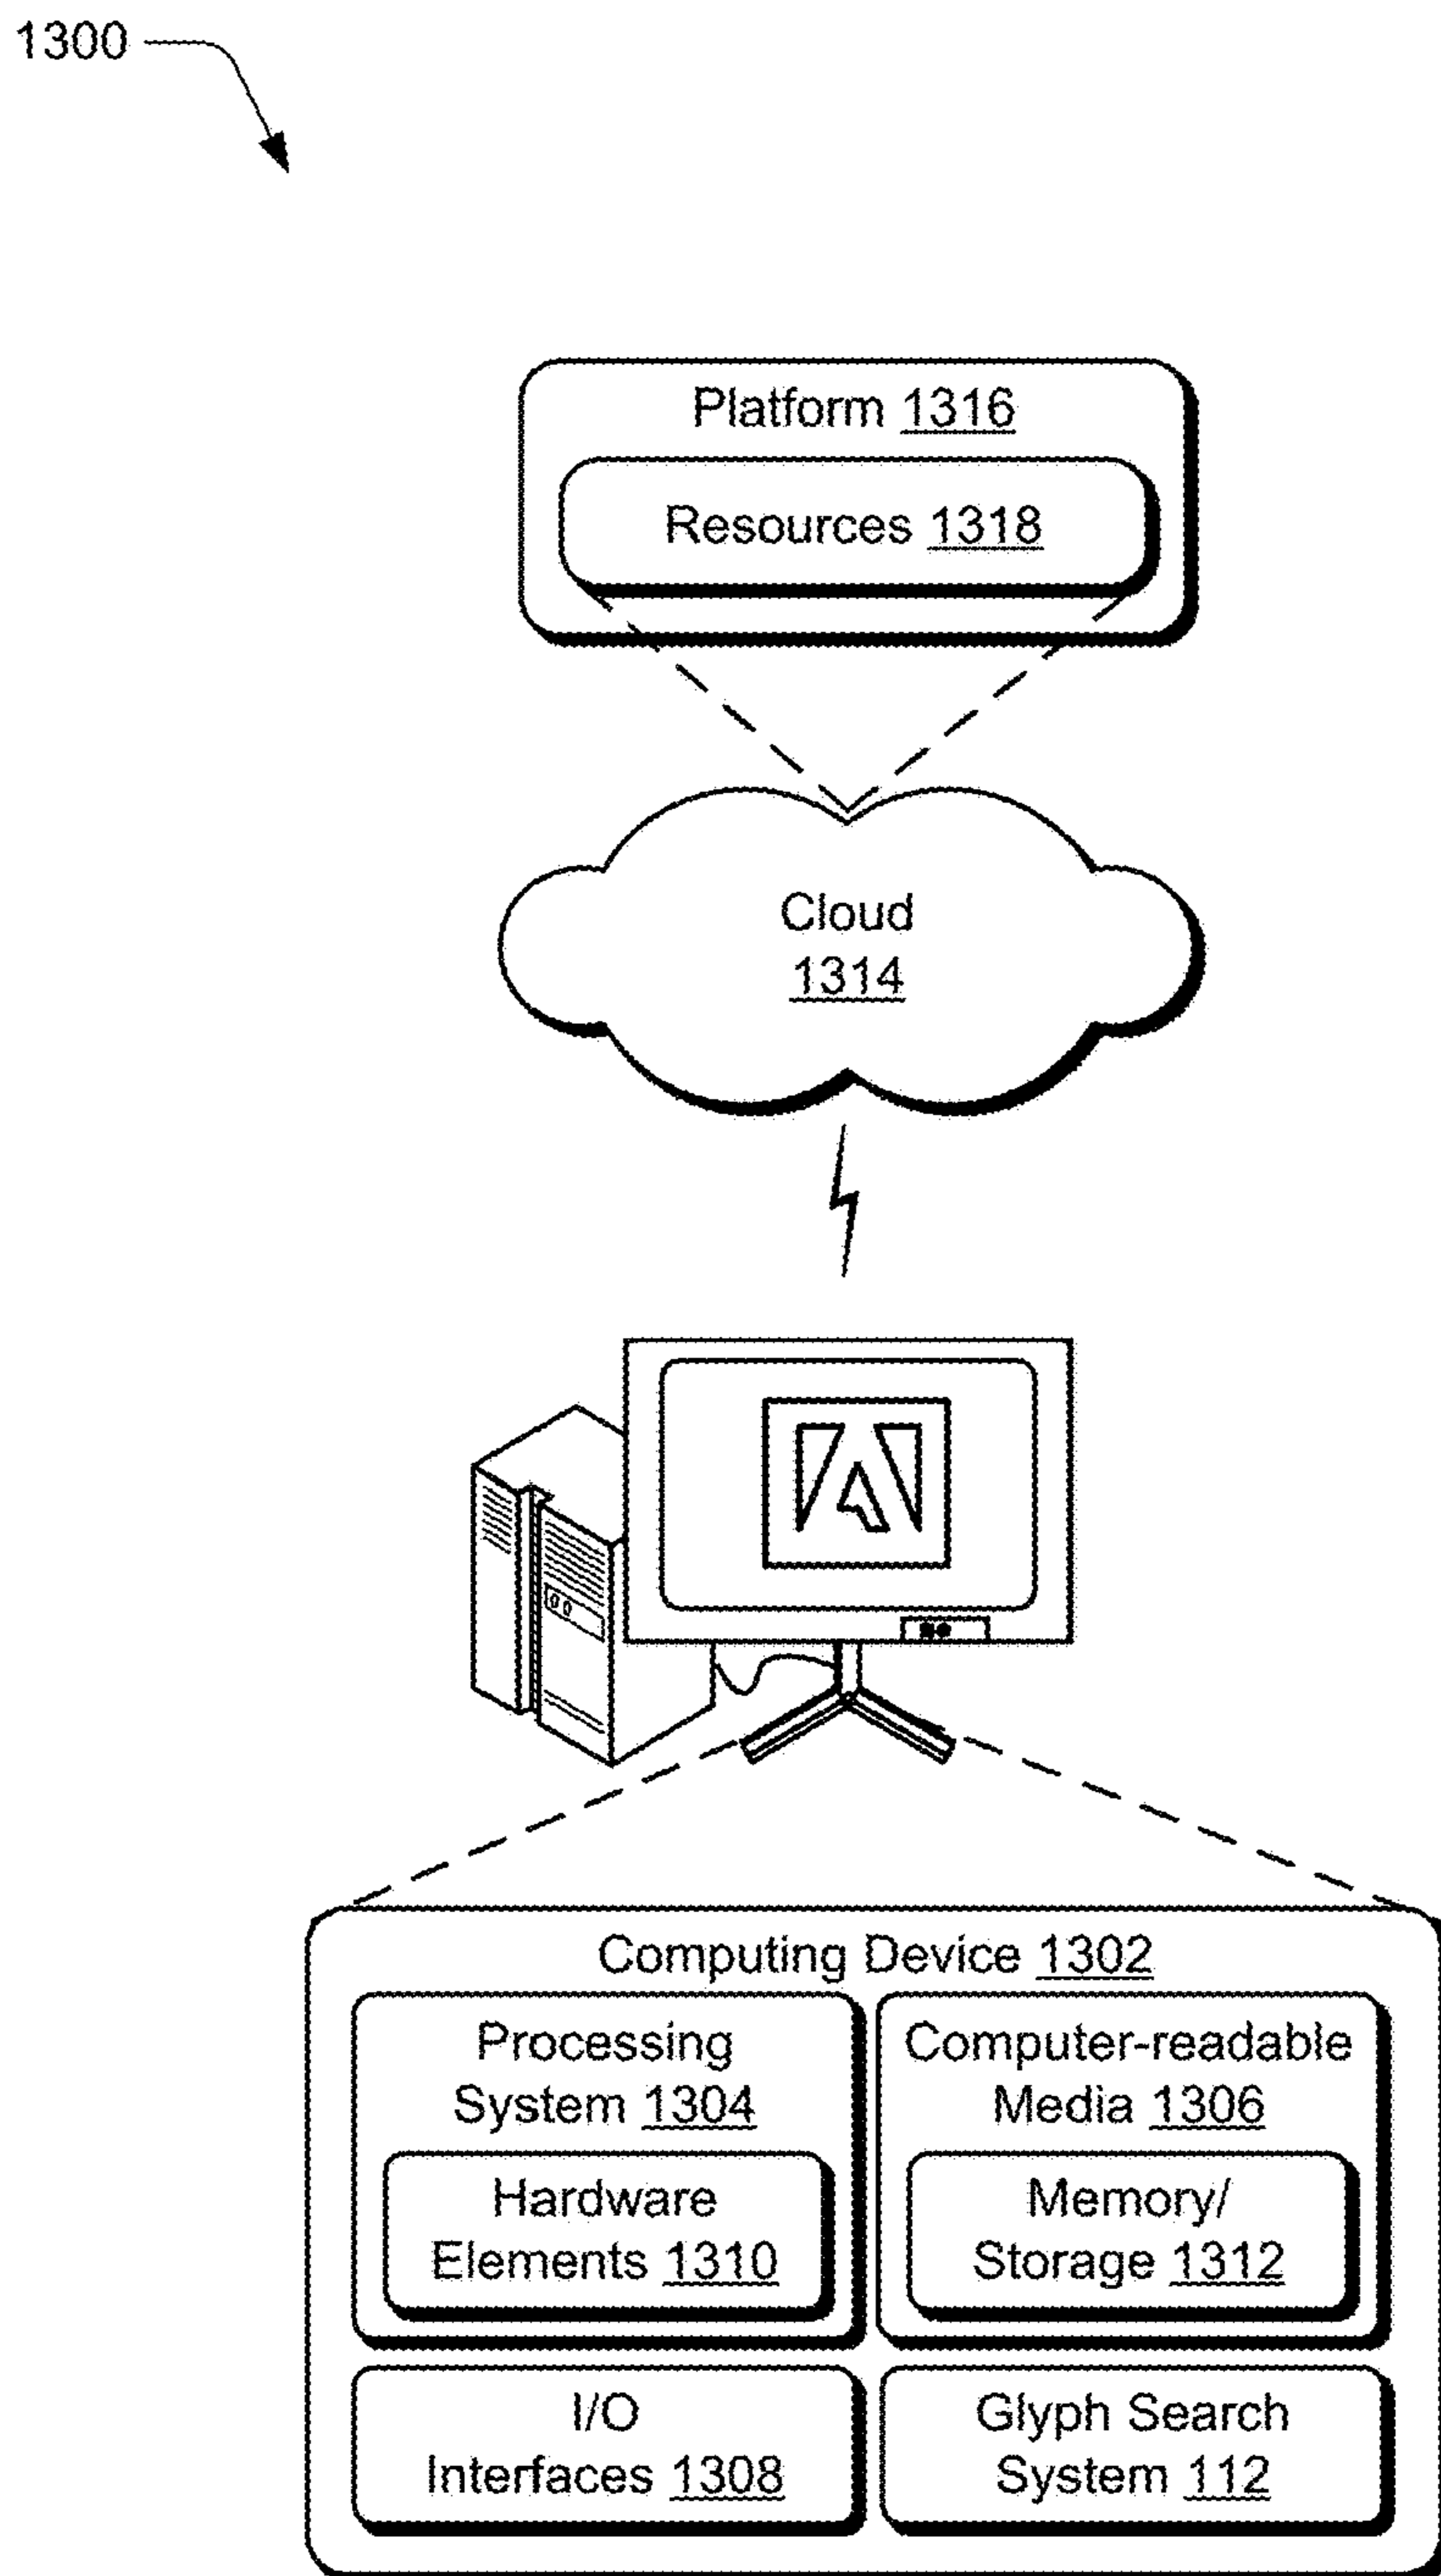 1300
Platform 1316
Resources 1318
Cloud
1314
Computing Device 1302
Processing
System 1304
Hardware
Elements 1310
Computer-readable
Media 1306
Memory/
Storage 1312
I/O
Interfaces 1308
Glyph Search
System 112